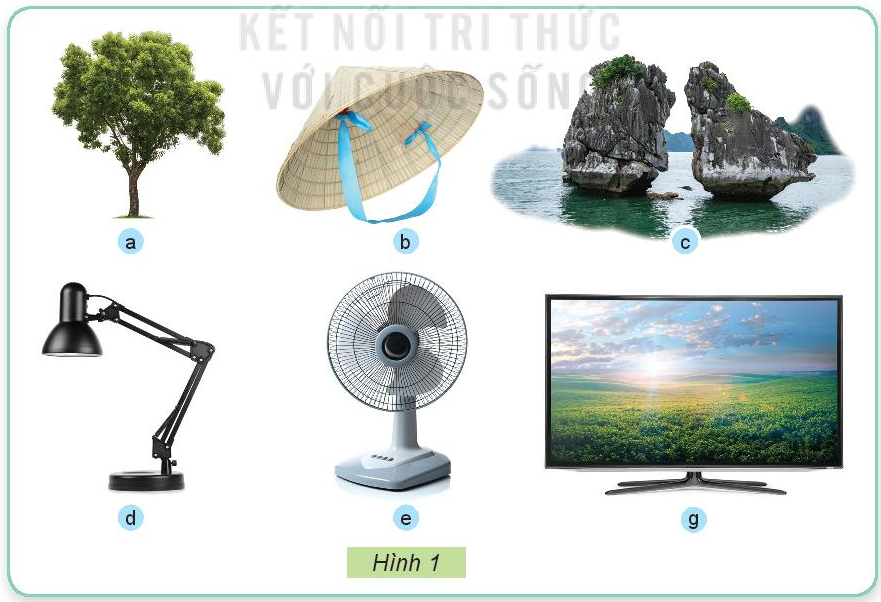 KẾT NỐI TRI THỨC
VỚI CUỘC SỐNG
a
b
c
d
e
g
Hình 1